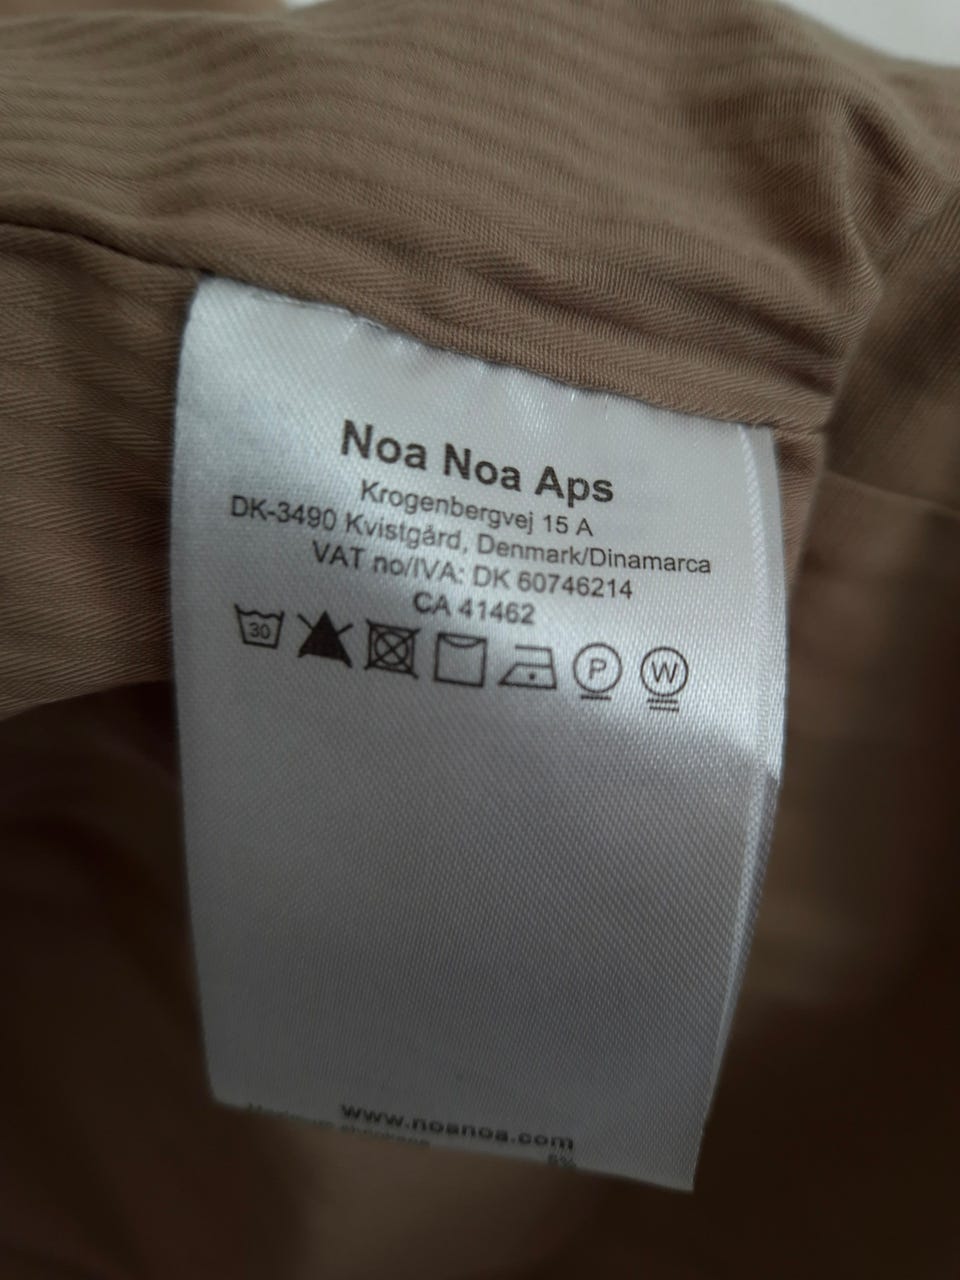 Noa Noa Aps
Krogenbergvej 15 A
DK-3490 Kvistgård, Denmark/Dinamarca
VAT no/IVA: DK 60746214
CA 41462
30 P W
www.noanoa.com
5%